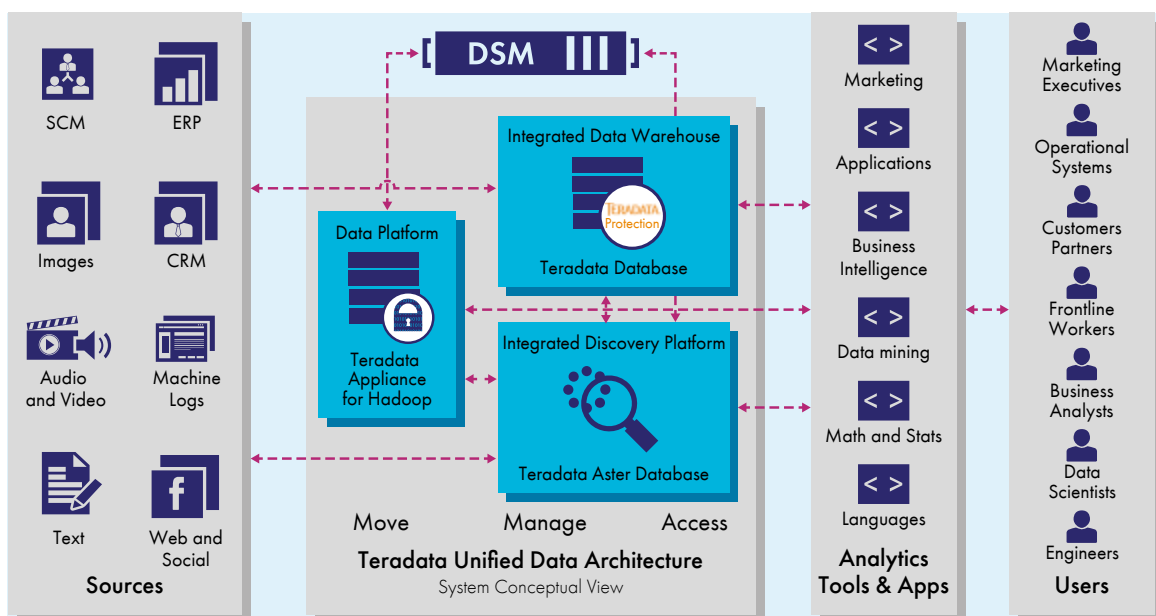 DSM
SCM
ERP
Images
CRM
Audio
and Video
Machine
Logs
Text
Web and
Social
Sources
Integrated Data Warehouse
TERADATA
Protection
Teradata Database
Data Platform
Teradata
Appliance
for Hadoop
Integrated Discovery Platform
Teradata Aster Database
Move
Manage
Access
Teradata Unified Data Architecture
System Conceptual View
< >
Marketing
< >
Applications
< >
Business
Intelligence
< >
Data mining
< >
Math and Stats
< >
Languages
Analytics
Tools & Apps
Marketing
Executives
Operational
Systems
Customers
Partners
Frontline
Workers
Business
Analysts
Data
Scientists
Engineers
Users